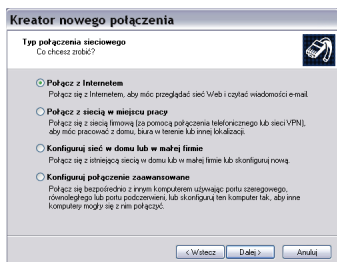 Kreator nowego połączenia
Typ połączenia sieciowego
Co chcesz zrobić?
Połącz z Internetem
Połącz się z Internetem, aby móc przeglądać sieć Web i czytać wiadomości e-mail.
Połącz z siecią w miejscu pracy
Połącz się z siecią firmową (za pomocą połączenia telefonicznego lub sieci VPN),
aby móc pracować z domu, biura w terenie lub innej lokalizacji.
Konfiguruj sieć w domu lub w małej firmie
Połącz się z istniejącą siecią w domu lub w małej firmie lub skonfiguruj nową.
Konfiguruj połączenie zaawansowane
Połącz się bezpośrednio z innym komputerem używając portu szeregowego,
równoległego lub portu podczerwieni, lub skonfiguruj ten komputer tak, aby inne
komputery mogły się z nim połączyć.
< Wstecz
Dalej >
Anuluj